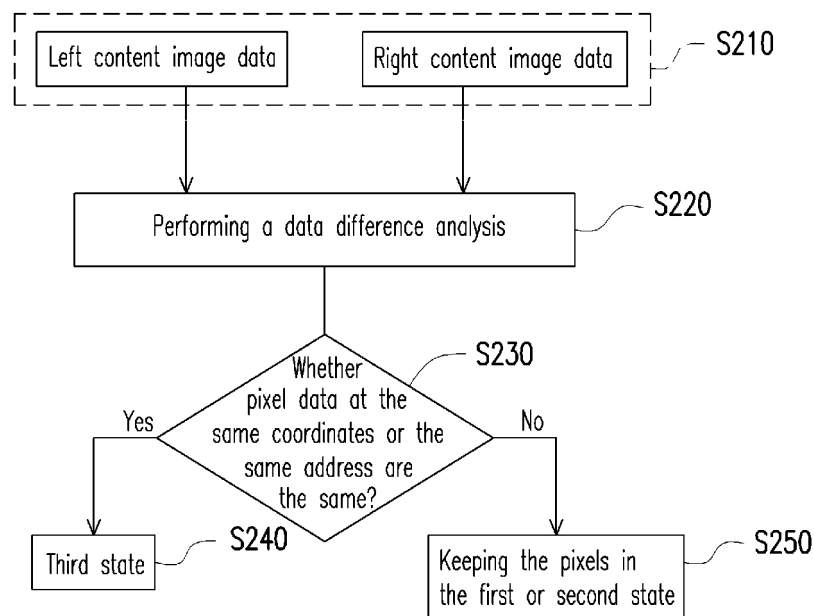 Left content image data
Right content image data
S210
Performing a data difference analysis
S220
Whether
pixel data at the
same coordinates or the
same address are
the same?
S230
Yes
No
Third state
S240
Keeping the pixels in
the first or second state
S250